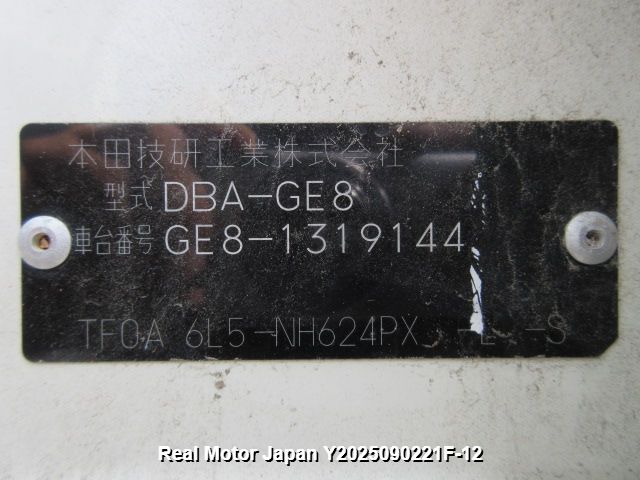 本田技研工業株式会社
型式 DBA-GE8
車台番号 GE8-1319144
TF0A 6L5-NH624PX -L -S
Real Motor Japan Y2025090221F-12